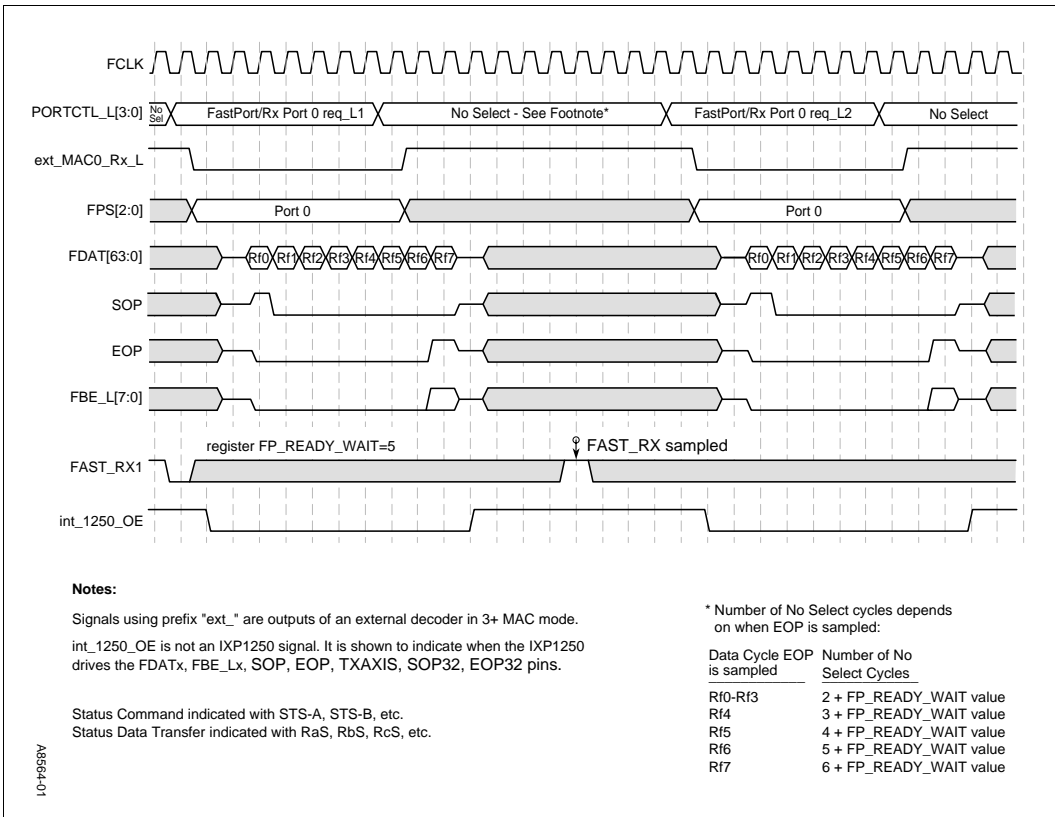 FCLK
PORTCTL_L[3:0] No Sel FastPort/Rx Port 0 req_L1 No Select - See Footnote* FastPort/Rx Port 0 req_L2 No Select
ext_MAC0_Rx_L
FPS[2:0] Port 0 Port 0
FDAT[63:0] Rf0 Rf1 Rf2 Rf3 Rf4 Rf5 Rf6 Rf7 Rf0 Rf1 Rf2 Rf3 Rf4 Rf5 Rf6 Rf7
SOP
EOP
FBE_L[7:0]
register FP_READY_WAIT=5 FAST_RX sampled
FAST_RX1
int_1250_OE
Notes:
Signals using prefix "ext_" are outputs of an external decoder in 3+ MAC mode.
int_1250_OE is not an IXP1250 signal. It is shown to indicate when the IXP1250
drives the FDATx, FBE_Lx, SOP, EOP, TXAXIS, SOP32, EOP32 pins.
Status Command indicated with STS-A, STS-B, etc.
Status Data Transfer indicated with RaS, RbS, RcS, etc.
* Number of No Select cycles depends
on when EOP is sampled:
Data Cycle EOP Number of No
is sampled Select Cycles
Rf0-Rf3 2 + FP_READY_WAIT value
Rf4 3 + FP_READY_WAIT value
Rf5 4 + FP_READY_WAIT value
Rf6 5 + FP_READY_WAIT value
Rf7 6 + FP_READY_WAIT value
A8564-01